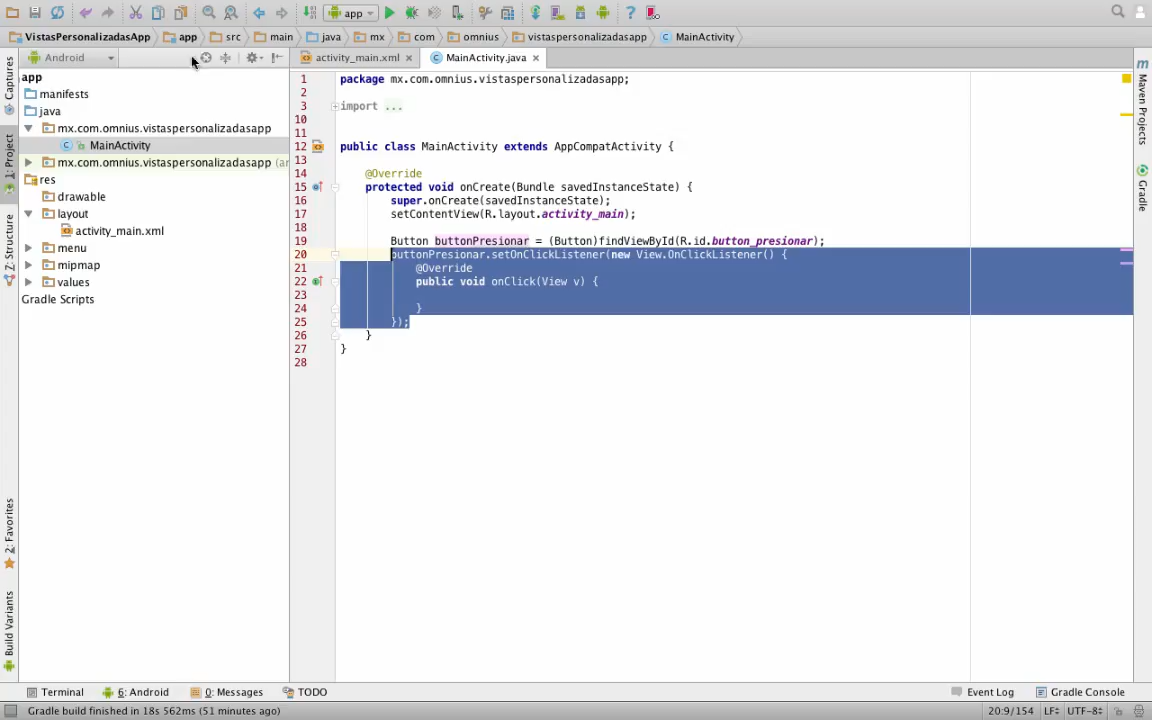 app
VistasPersonalizadasApp app src main java mx com omnius vistaspersonalizadasapp MainActivity
Android
activity_main.xml MainActivity.java
Captures
1: Project
Z: Structure
2: Favorites
Build Variants
app
manifests
java
mx.com.omnius.vistaspersonalizadasapp
MainActivity
mx.com.omnius.vistaspersonalizadasapp (ar
res
drawable
layout
activity_main.xml
menu
mipmap
values
Gradle Scripts
1 package mx.com.omnius.vistaspersonalizadasapp;
2
3 import ...
10
11
12 public class MainActivity extends AppCompatActivity {
13
14 @Override
15 protected void onCreate(Bundle savedInstanceState) {
16 super.onCreate(savedInstanceState);
17 setContentView(R.layout.activity_main);
18
19 Button buttonPresionar = (Button)findViewById(R.id.button_presionar);
20 buttonPresionar.setOnClickListener(new View.OnClickListener() {
21 @Override
22 public void onClick(View v) {
23
24 }
25 });
26 }
27 }
28
Maven Projects
Gradle
Terminal 6: Android 0: Messages TODO Event Log Gradle Console
Gradle build finished in 18s 562ms (51 minutes ago) 20:9/154 LF UTF-8